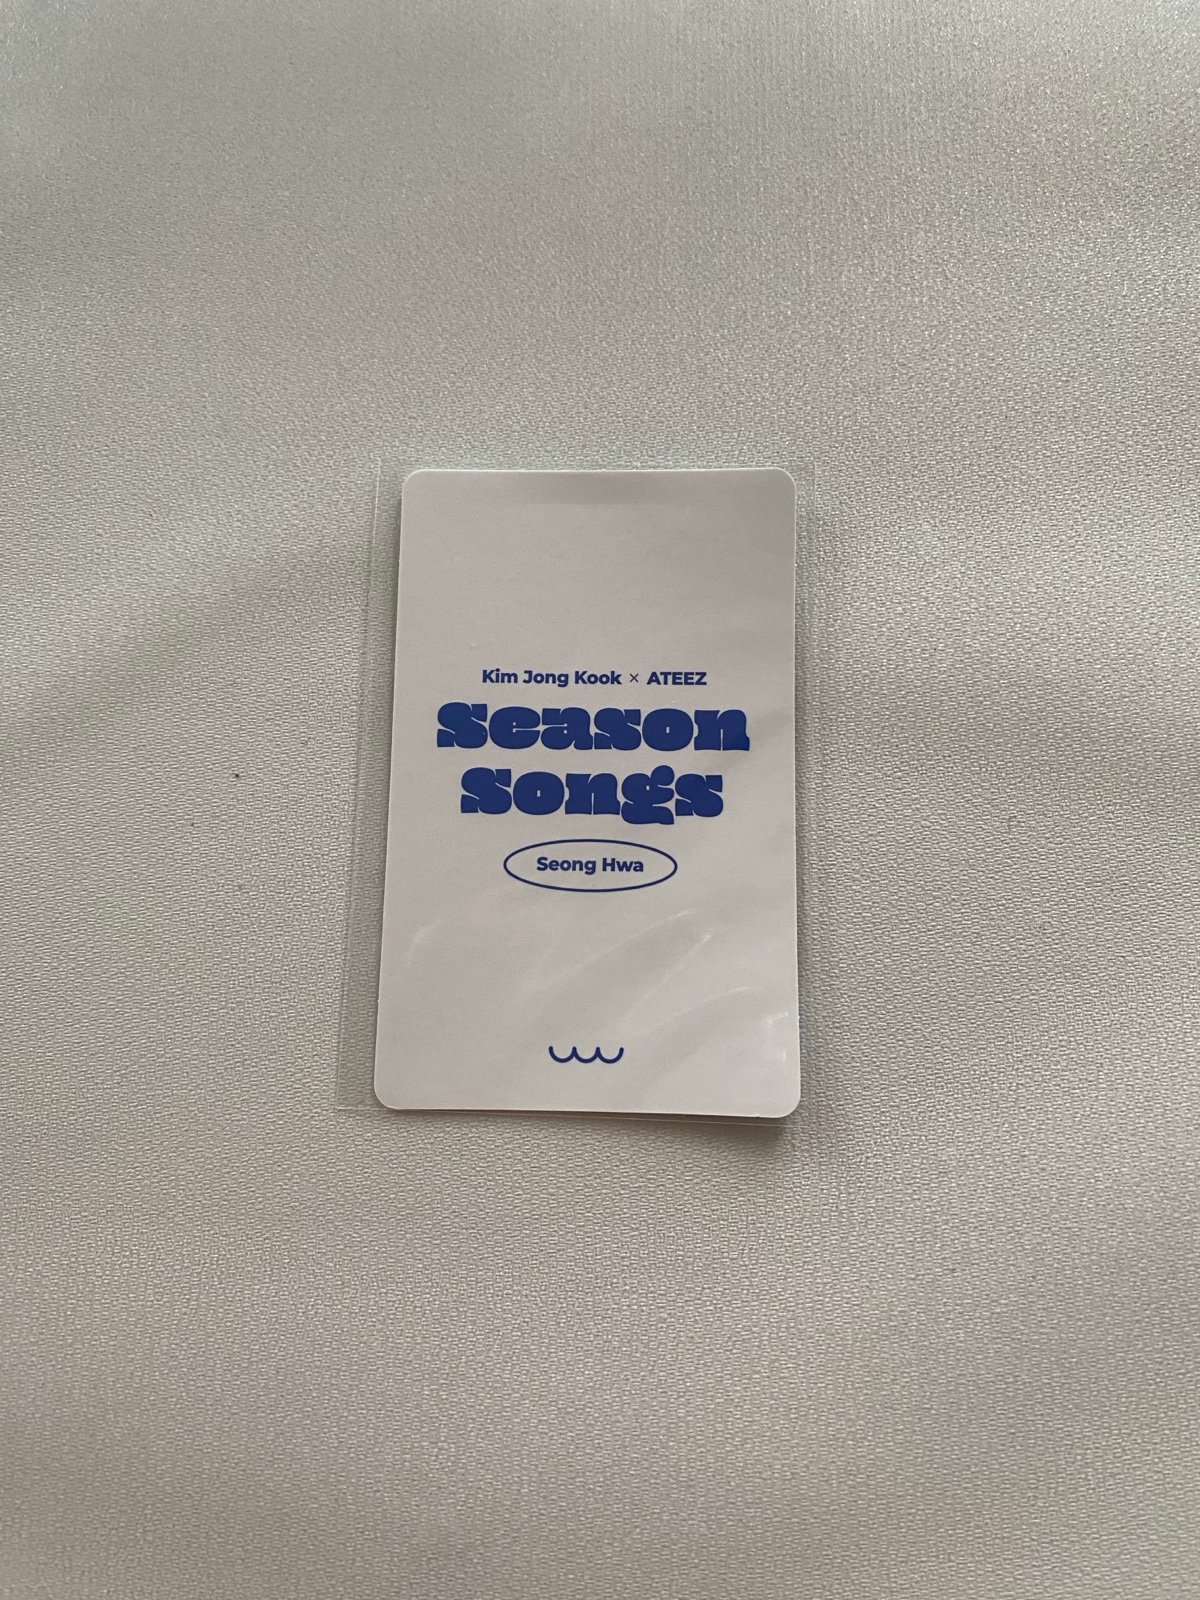 Kim Jong Kook × ATEEZ
season
songs
Seong Hwa